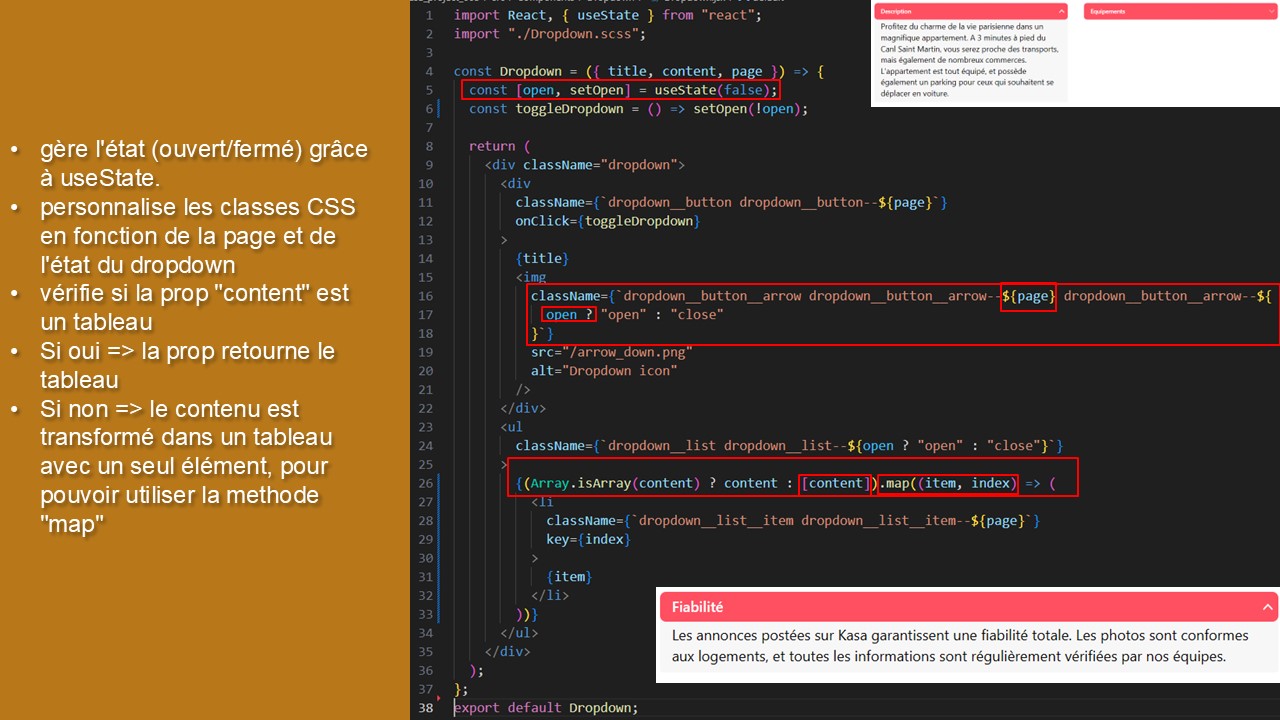 • gère l'état (ouvert/fermé) grâce
à useState.
• personnalise les classes CSS
en fonction de la page et de
l'état du dropdown
• vérifie si la prop "content" est
un tableau
• Si oui => la prop retourne le
tableau
• Si non => le contenu est
transformé dans un tableau
avec un seul élément, pour
pouvoir utiliser la methode
"map"
1 import React, { useState } from "react";
2 import "./Dropdown.scss";
3
4 const Dropdown = ({ title, content, page }) => {
5 const [open, setOpen] = useState(false);
6 const toggleDropdown = () => setOpen(!open);
7
8 return (
9 <div className="dropdown">
10 <div
11 className={`dropdown__button dropdown__button--${page}`}
12 onClick={toggleDropdown}
13 >
14 {title}
15 <img
16 className={`dropdown__button__arrow dropdown__button__arrow--${page} dropdown__button__arrow--${
17 open ? "open" : "close"
18 }`}
19 src="/arrow_down.png"
20 alt="Dropdown icon"
21 />
22 </div>
23 <ul
24 className={`dropdown__list dropdown__list--${open ? "open" : "close"}`}
25 >
26 {(Array.isArray(content) ? content : [content]).map((item, index) => (
27 <li
28 className={`dropdown__list__item dropdown__list__item--${page}`}
29 key={index}
30 >
31 {item}
32 </li>
33 ))}
34 </ul>
35 </div>
36 );
37 };
38 export default Dropdown;
Description
Profitez du charme de la vie parisienne dans un
magnifique appartement. A 3 minutes à pied du
Canl Saint Martin, vous serez proche des transports,
mais également de nombreux commerces.
L'appartement est tout équipé, et possède
également un parking pour ceux qui souhaitent se
déplacer en voiture.
Equipements
Fiabilité
Les annonces postées sur Kasa garantissent une fiabilité totale. Les photos sont conformes
aux logements, et toutes les informations sont régulièrement vérifiées par nos équipes.